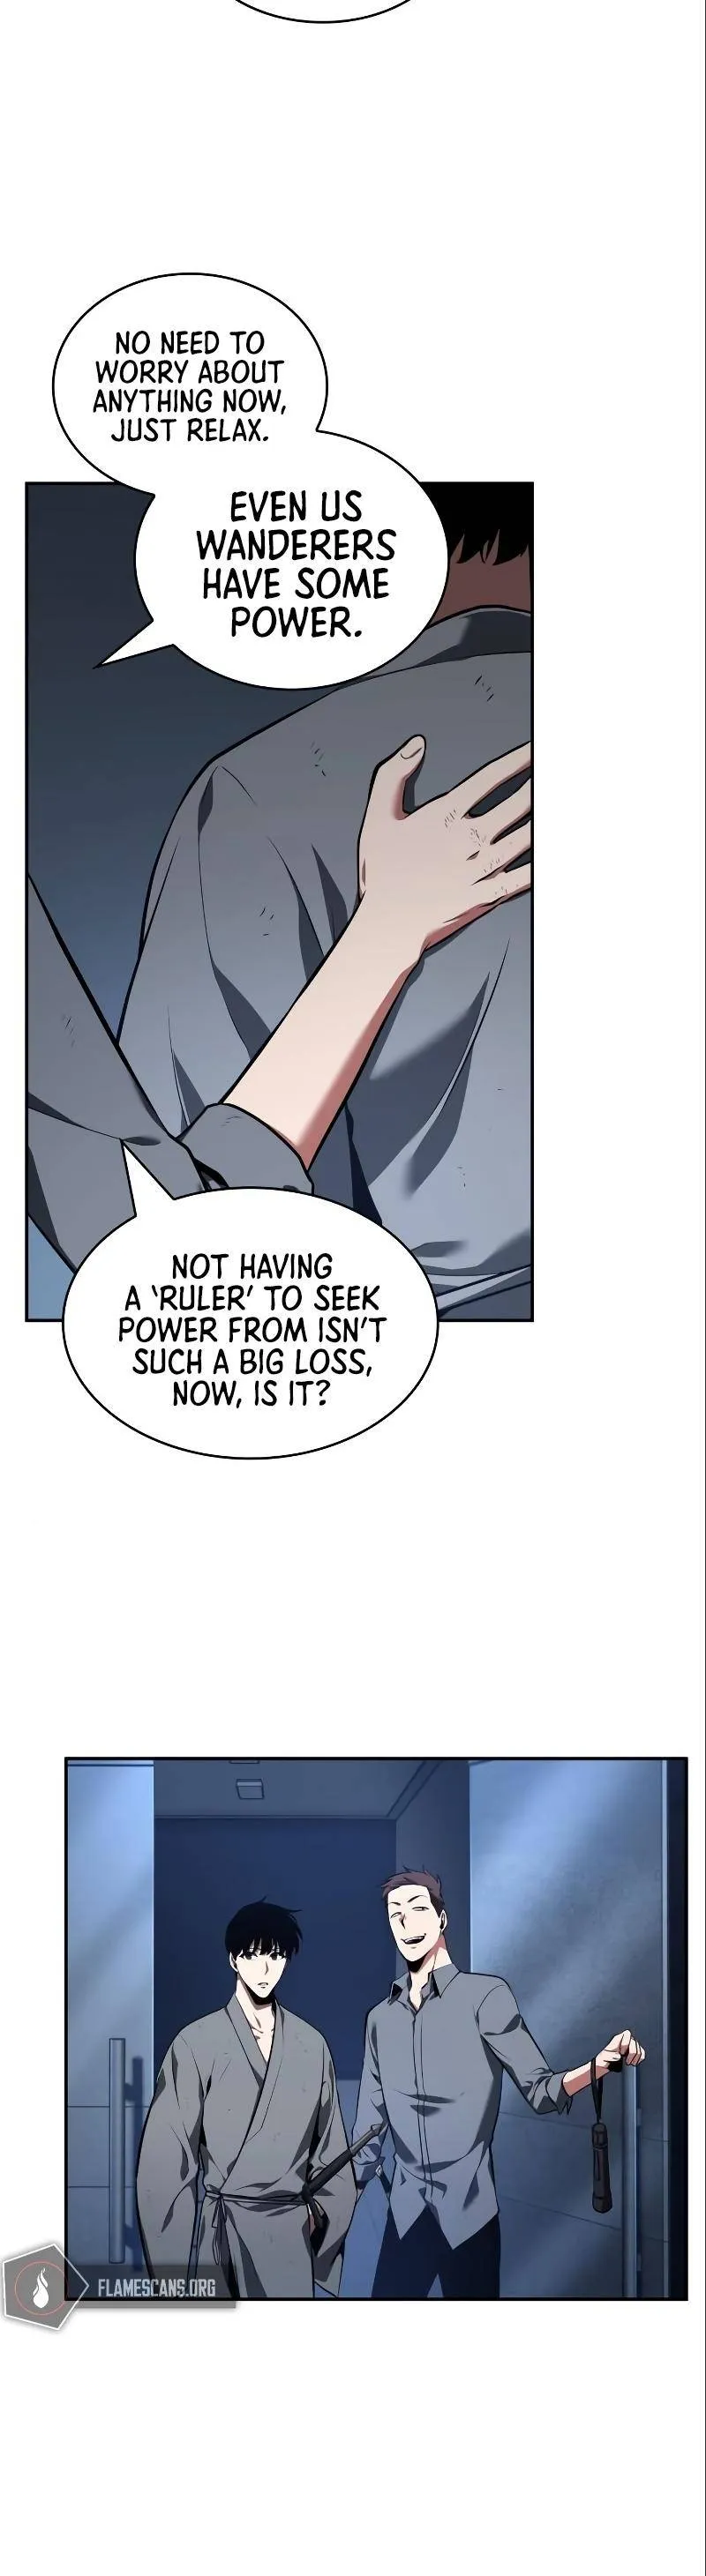 NO NEED TO
WORRY ABOUT
ANYTHING NOW,
JUST RELAX.
EVEN US
WANDERERS
HAVE SOME
POWER.
NOT HAVING
A ‘RULER’ TO SEEK
POWER FROM ISN’T
SUCH A BIG LOSS,
NOW, IS IT?
FLAMESCANS.ORG